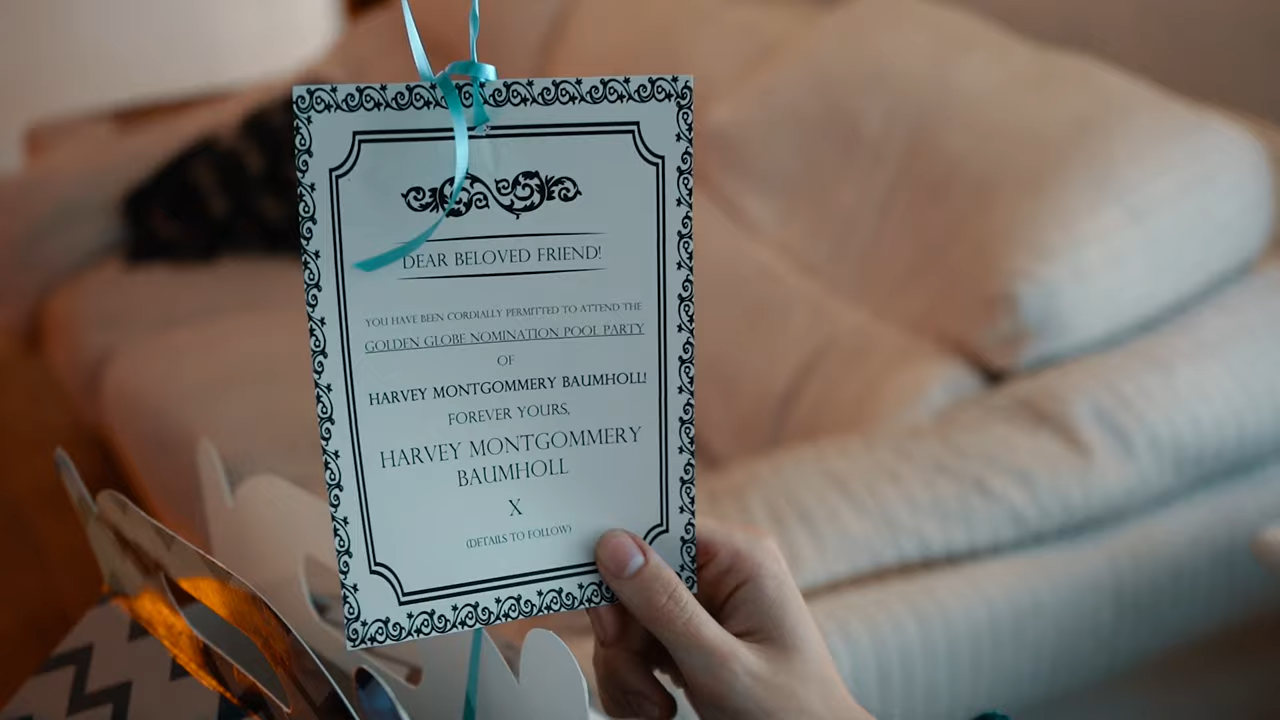 DEAR BELOVED FRIEND!
YOU HAVE BEEN CORDIALLY PERMITTED TO ATTEND THE
GOLDEN GLOBE NOMINATION POOL PARTY
OF
HARVEY MONTGOMMERY BAUMHOLL!
FOREVER YOURS,
HARVEY MONTGOMMERY
BAUMHOLL
X
(DETAILS TO FOLLOW)